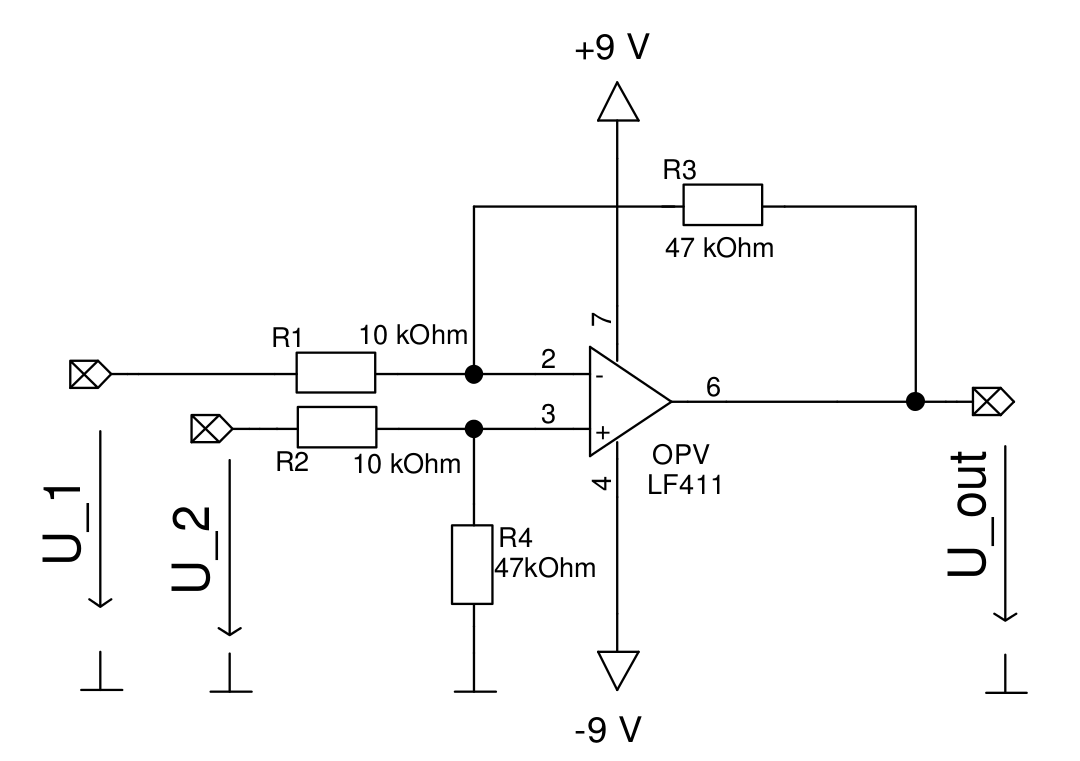 +9 V
R3
47 kOhm
7
R1
10 kOhm
2
-
6
3
+
R2
10 kOhm
OPV
LF411
4
U_1
U_2
U_out
R4
47kOhm
-9 V